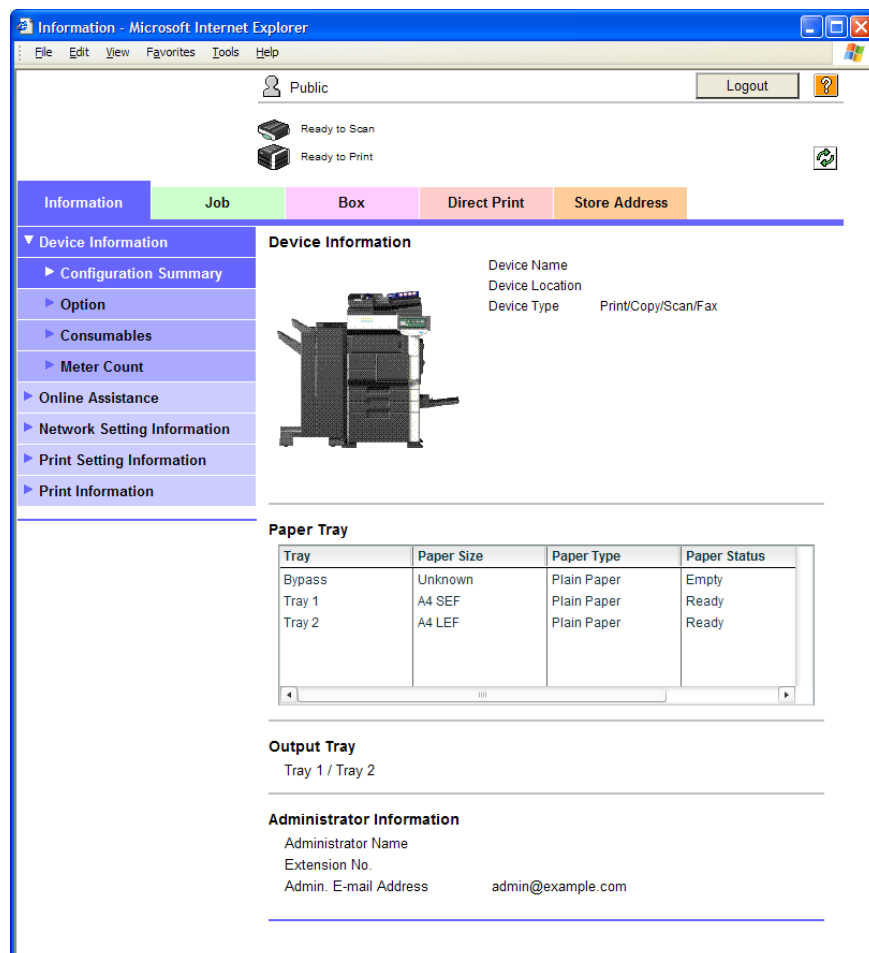 Information - Microsoft Internet Explorer
File Edit View Favorites Tools Help
Public Logout ?
Ready to Scan
Ready to Print
Information Job Box Direct Print Store Address
Device Information
Configuration Summary
Option
Consumables
Meter Count
Online Assistance
Network Setting Information
Print Setting Information
Print Information
Device Information
Device Name
Device Location
Device Type Print/Copy/Scan/Fax
Paper Tray
Tray Paper Size Paper Type Paper Status
Bypass Unknown Plain Paper Empty
Tray 1 A4 SEF Plain Paper Ready
Tray 2 A4 LEF Plain Paper Ready
Output Tray
Tray 1 / Tray 2
Administrator Information
Administrator Name
Extension No.
Admin. E-mail Address admin@example.com